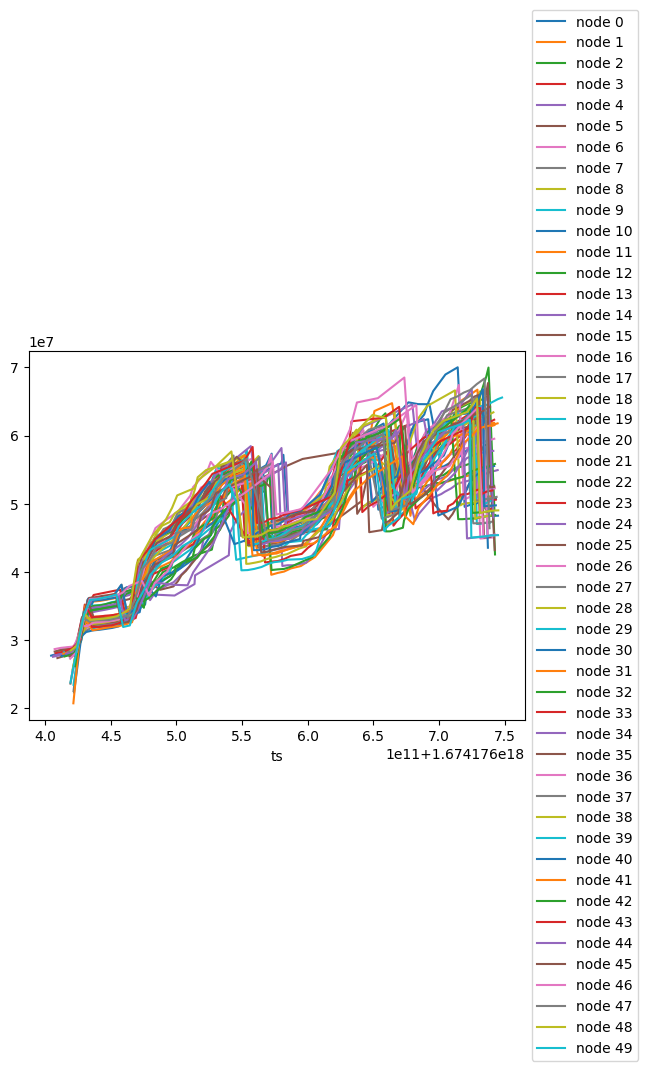 node 0
node 1
node 2
node 3
node 4
node 5
node 6
node 7
node 8
node 9
node 10
node 11
node 12
node 13
node 14
node 15
node 16
node 17
node 18
node 19
node 20
node 21
node 22
node 23
node 24
node 25
node 26
node 27
node 28
node 29
node 30
node 31
node 32
node 33
node 34
node 35
node 36
node 37
node 38
node 39
node 40
node 41
node 42
node 43
node 44
node 45
node 46
node 47
node 48
node 49
1e7
7
6
5
4
3
2
4.0 4.5 5.0 5.5 6.0 6.5 7.0 7.5
ts
1e11+1.674176e18